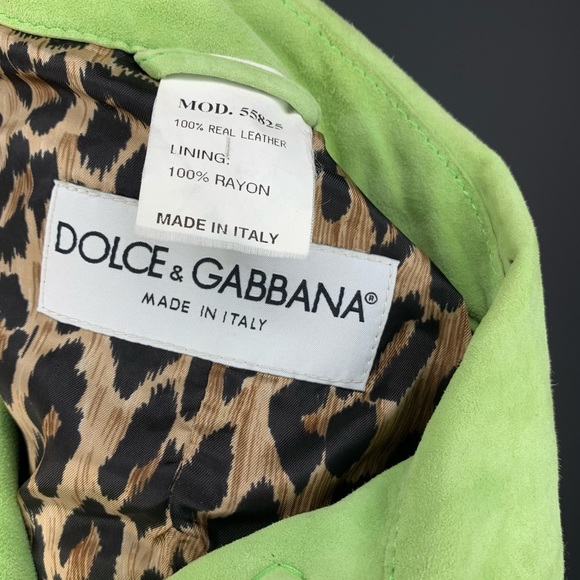 MOD. 55825
100% REAL LEATHER
LINING:
100% RAYON
MADE IN ITALY
DOLCE & GABBANA®
MADE IN ITALY